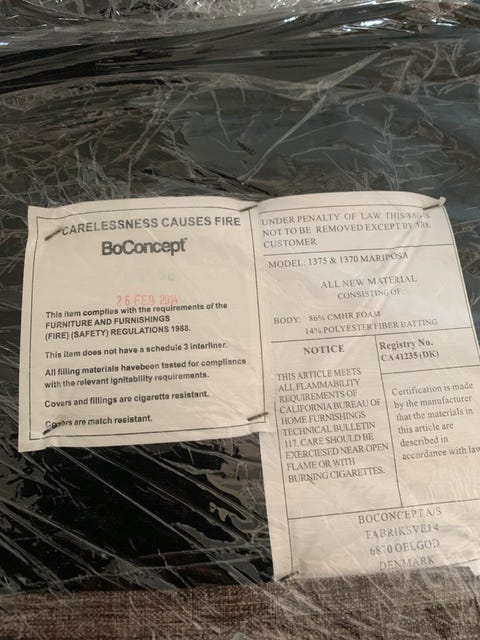 CARELESSNESS CAUSES FIRE
BoConcept
26 FEB 2014
This item complies with the requirements of the
FURNITURE AND FURNISHINGS
(FIRE) (SAFETY) REGULATIONS 1988.
This item does not have a schedule 3 interliner.
All filling materials havebeen tested for compliance
with the relevant ignitability requirements.
Covers and fillings are cigarette resistant.
Covers are match resistant.
UNDER PENALTY OF LAW THIS TAG IS
NOT TO BE REMOVED EXCEPT BY THE
CUSTOMER
MODEL: 1375 & 1370 MARIPOSA
ALL NEW MATERIAL
CONSISTING OF:
BODY: 86% CMHR FOAM
14% POLYESTER FIBER BATTING
NOTICE
THIS ARTICLE MEETS
ALL FLAMMABILITY
REQUIREMENTS OF
CALIFORNIA BUREAU OF
HOME FURNISHINGS
TECHNICAL BULLETIN
117. CARE SHOULD BE
EXERCIESED NEAR OPEN
FLAME OR WITH
BURNING CIGARETTES.
Registry No.
CA 41235 (DK)
Certification is made
by the manufacturer
that the materials in
this article are
described in
accordance with law
BOCONCEPT A/S
FABRIKSVEJ 4
6870 OELGOD
DENMARK